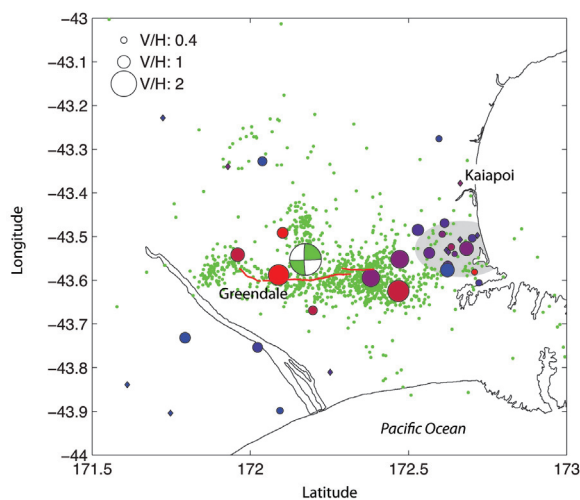 -43
V/H: 0.4
V/H: 1
V/H: 2
-43.1
-43.2
-43.3
Kaiapoi
-43.4
Longitude
-43.5
-43.6
Greendale
-43.7
-43.8
-43.9
Pacific Ocean
-44
171.5 172 172.5 173
Latitude